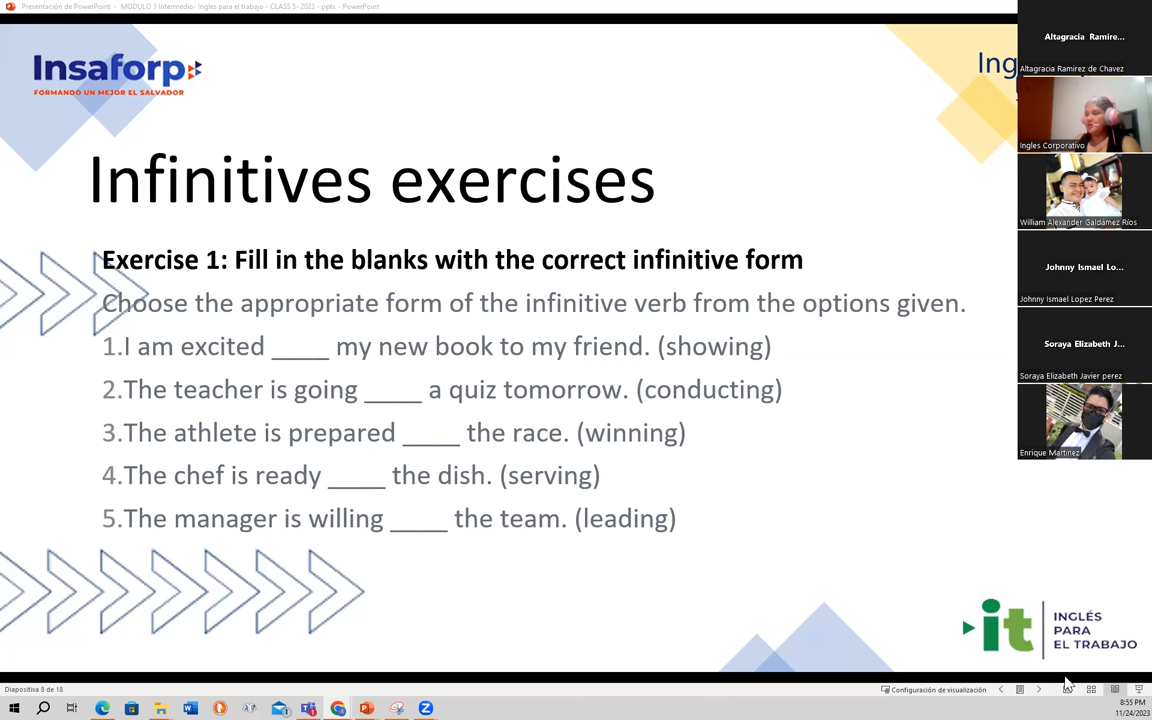 Presentación de PowerPoint - MODULO 3 Intermedio- Ingles para el trabajo - CLASS 5- 2023 -.pptx - PowerPoint
Insaforp
FORMANDO UN MEJOR EL SALVADOR
Ing
Infinitives exercises
Exercise 1: Fill in the blanks with the correct infinitive form
Choose the appropriate form of the infinitive verb from the options given.
1.I am excited ____ my new book to my friend. (showing)
2.The teacher is going ____ a quiz tomorrow. (conducting)
3.The athlete is prepared ____ the race. (winning)
4.The chef is ready ____ the dish. (serving)
5.The manager is willing ____ the team. (leading)
Altagracia Ramire...
Altagracia Ramirez de Chavez
Ingles Corporativo
William Alexander Galdámez Ríos
Johnny Ismael Lo...
Johnny Ismael Lopez Perez
Soraya Elizabeth J...
Soraya Elizabeth Javier perez
Enrique Martinez
it
INGLÉS
PARA
EL TRABAJO
Diapositiva 8 de 18
Configuración de visualización
8:55 PM
11/24/2023